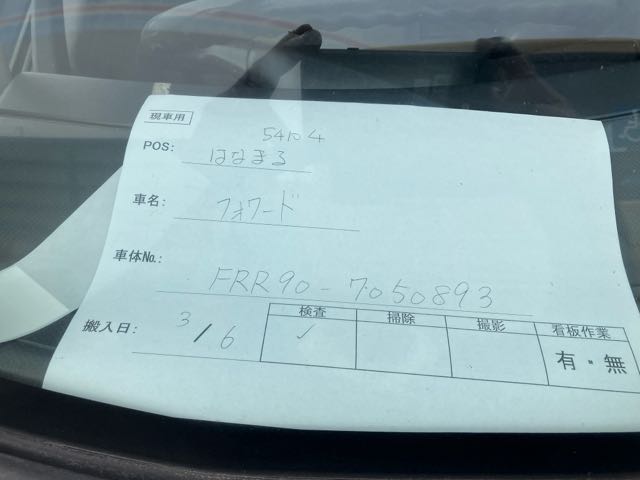 現車用
54104
POS: はなまる
車名: フォワード
車体No.: FRR90-7050893
搬入日: 3/6
検査 掃除 撮影 看板作業
✓ 有・無